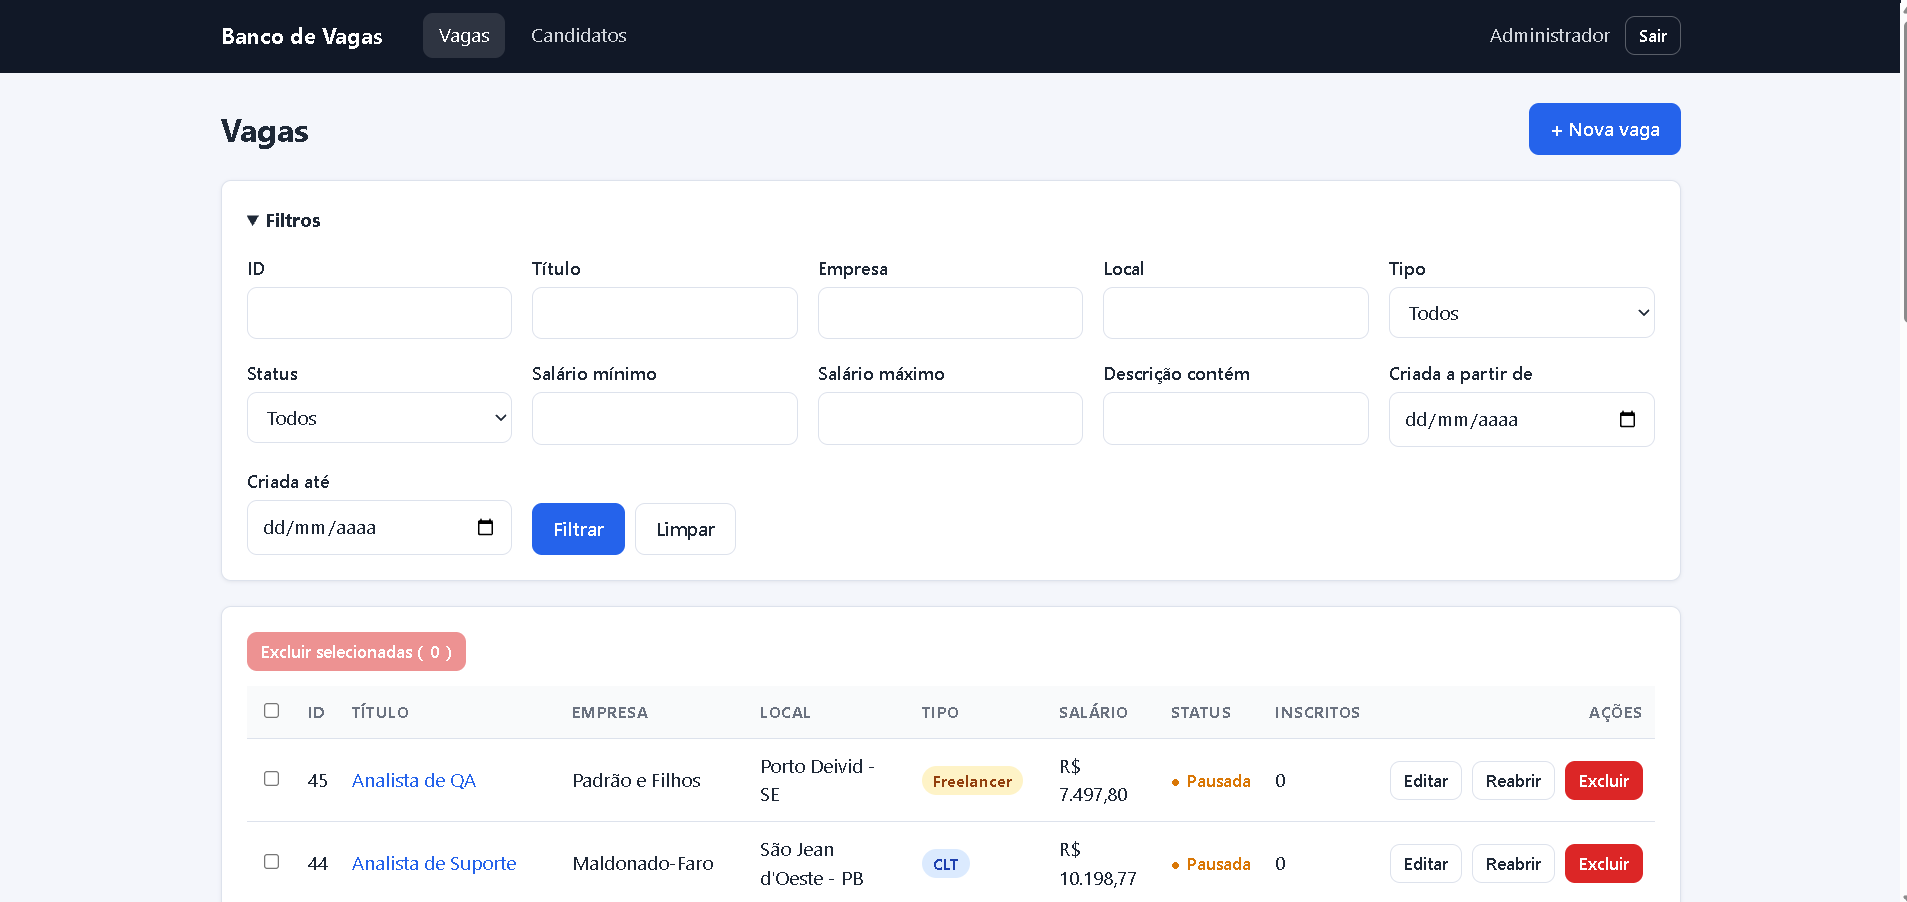 Banco de Vagas Vagas Candidatos Administrador Sair
Vagas + Nova vaga
▼ Filtros
ID Título Empresa Local Tipo
Todos
Status Salário mínimo Salário máximo Descrição contém Criada a partir de
Todos dd/mm/aaaa
Criada até
dd/mm/aaaa Filtrar Limpar
Excluir selecionadas ( 0 )
ID TÍTULO EMPRESA LOCAL TIPO SALÁRIO STATUS INSCRITOS AÇÕES
45 Analista de QA Padrão e Filhos Porto Deivid - SE Freelancer R$ 7.497,80 ● Pausada 0 Editar Reabrir Excluir
44 Analista de Suporte Maldonado-Faro São Jean d'Oeste - PB CLT R$ 10.198,77 ● Pausada 0 Editar Reabrir Excluir